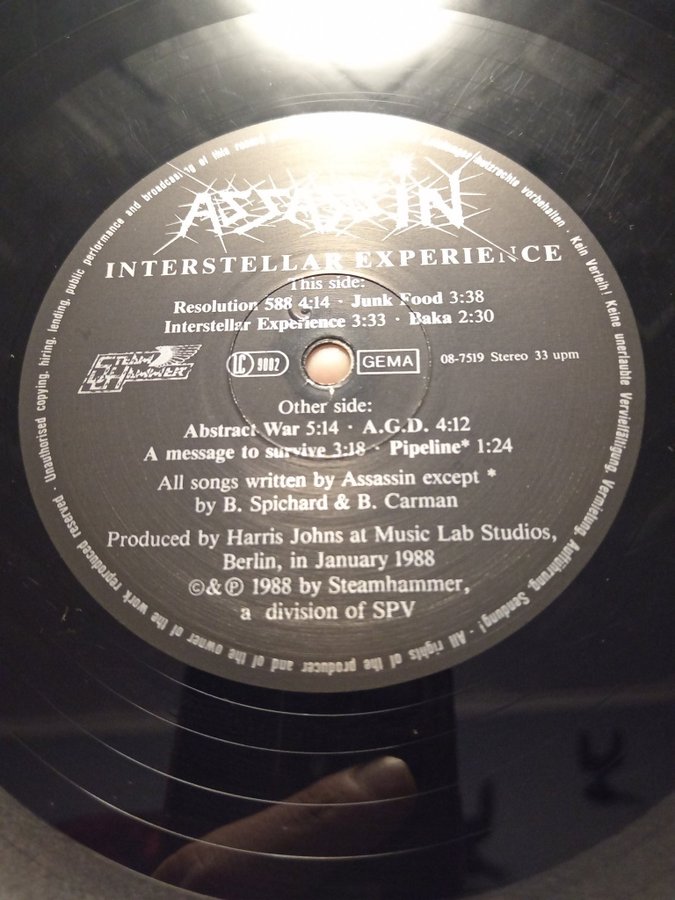 ASSASSIN
INTERSTELLAR EXPERIENCE
This side:
Resolution 588 4:14 · Junk Food 3:38
Interstellar Experience 3:33 · Baka 2:30
STEAMHAMMER
LC 9002 GEMA 08-7519 Stereo 33 upm
Other side:
Abstract War 5:14 · A.G.D. 4:12
A message to survive 3:18 · Pipeline* 1:24
All songs written by Assassin except *
by B. Spichard & B. Carman
Produced by Harris Johns at Music Lab Studios,
Berlin, in January 1988
©&℗ 1988 by Steamhammer,
a division of SPV
vorbehalten · Kein Verleih! Keine unerlaubte Vervielfältigung, Vermietung, Aufführung, Sendung! · All rights of the producer and of the owner of the work reproduced reserved · Unauthorised copying, hiring, lending, public performance and broadcasting of this record